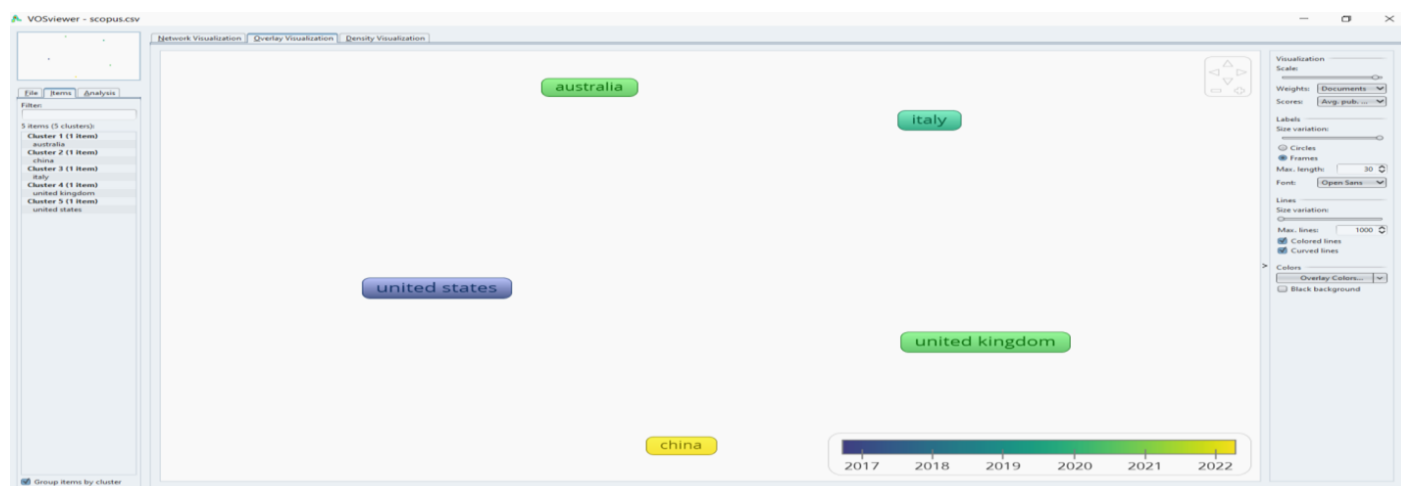 VOSviewer - scopus.csv
Network Visualization Overlay Visualization Density Visualization
File Items Analysis
Filter:
5 items (5 clusters):
Cluster 1 (1 item)
australia
Cluster 2 (1 item)
china
Cluster 3 (1 item)
italy
Cluster 4 (1 item)
united kingdom
Cluster 5 (1 item)
united states
Group items by cluster
australia
italy
united states
united kingdom
china
2017 2018 2019 2020 2021 2022
>
Visualization
Scale:
Weights: Documents
Scores: Avg. pub. ...
Labels
Size variation:
Circles
Frames
Max. length: 30
Font: Open Sans
Lines
Size variation:
Max. lines: 1000
Colored lines
Curved lines
Colors
Overlay Colors...
Black background